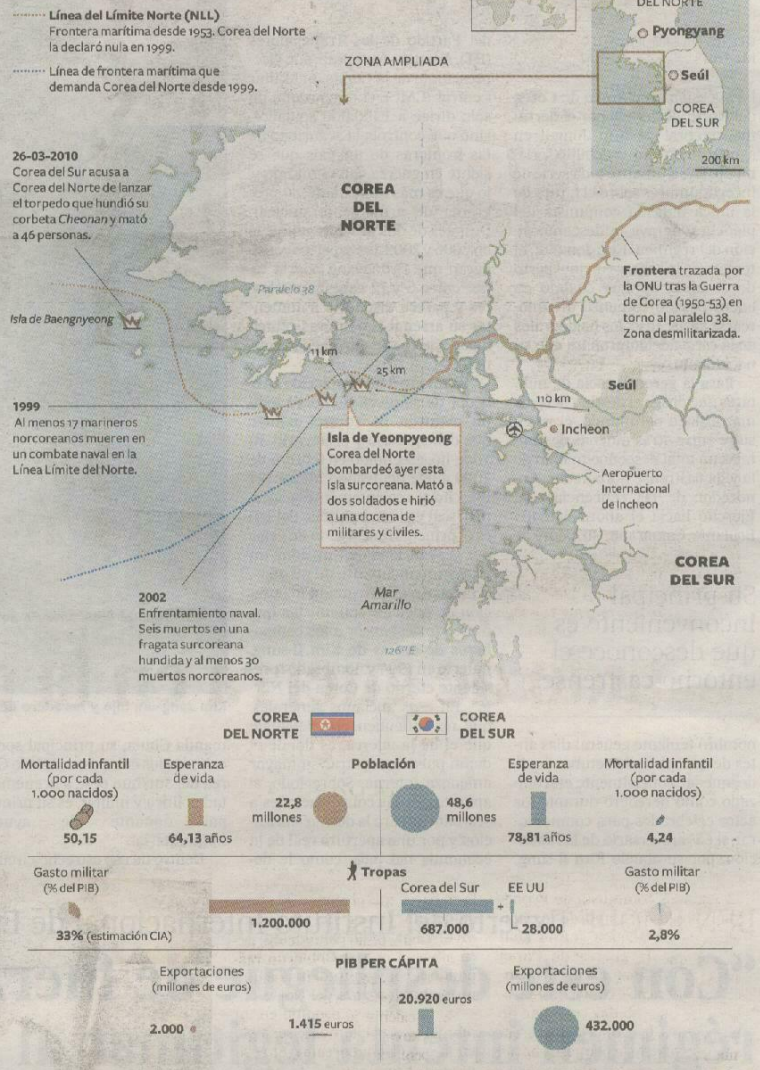 Línea del Límite Norte (NLL)
Frontera marítima desde 1953. Corea del Norte
la declaró nula en 1999.
Línea de frontera marítima que
demanda Corea del Norte desde 1999.
DEL NORTE
Pyongyang
Seúl
COREA
DEL SUR
200 km
ZONA AMPLIADA
26-03-2010
Corea del Sur acusa a
Corea del Norte de lanzar
el torpedo que hundió su
corbeta Cheonan y mató
a 46 personas.
COREA
DEL
NORTE
Paralelo 38
Frontera trazada por
la ONU tras la Guerra
de Corea (1950-53) en
torno al paralelo 38.
Zona desmilitarizada.
Isla de Baengnyeong
11 km
25 km
110 km
Seúl
Incheon
1999
Al menos 17 marineros
norcoreanos mueren en
un combate naval en la
Línea Límite del Norte.
Isla de Yeonpyeong
Corea del Norte
bombardeó ayer esta
isla surcoreana. Mató a
dos soldados e hirió
a una docena de
militares y civiles.
Aeropuerto
Internacional
de Incheon
COREA
DEL SUR
2002
Enfrentamiento naval.
Seis muertos en una
fragata surcoreana
hundida y al menos 30
muertos norcoreanos.
Mar
Amarillo
126º E
COREA
DEL NORTE
COREA
DEL SUR
Mortalidad infantil
(por cada
1.000 nacidos)
50,15
Esperanza
de vida
64,13 años
Población
22,8
millones
48,6
millones
Esperanza
de vida
78,81 años
Mortalidad infantil
(por cada
1.000 nacidos)
4,24
Gasto militar
(% del PIB)
33% (estimación CIA)
Tropas
1.200.000
Corea del Sur
687.000
+
EE UU
28.000
Gasto militar
(% del PIB)
2,8%
PIB PER CÁPITA
Exportaciones
(millones de euros)
2.000
1.415 euros
20.920 euros
Exportaciones
(millones de euros)
432.000